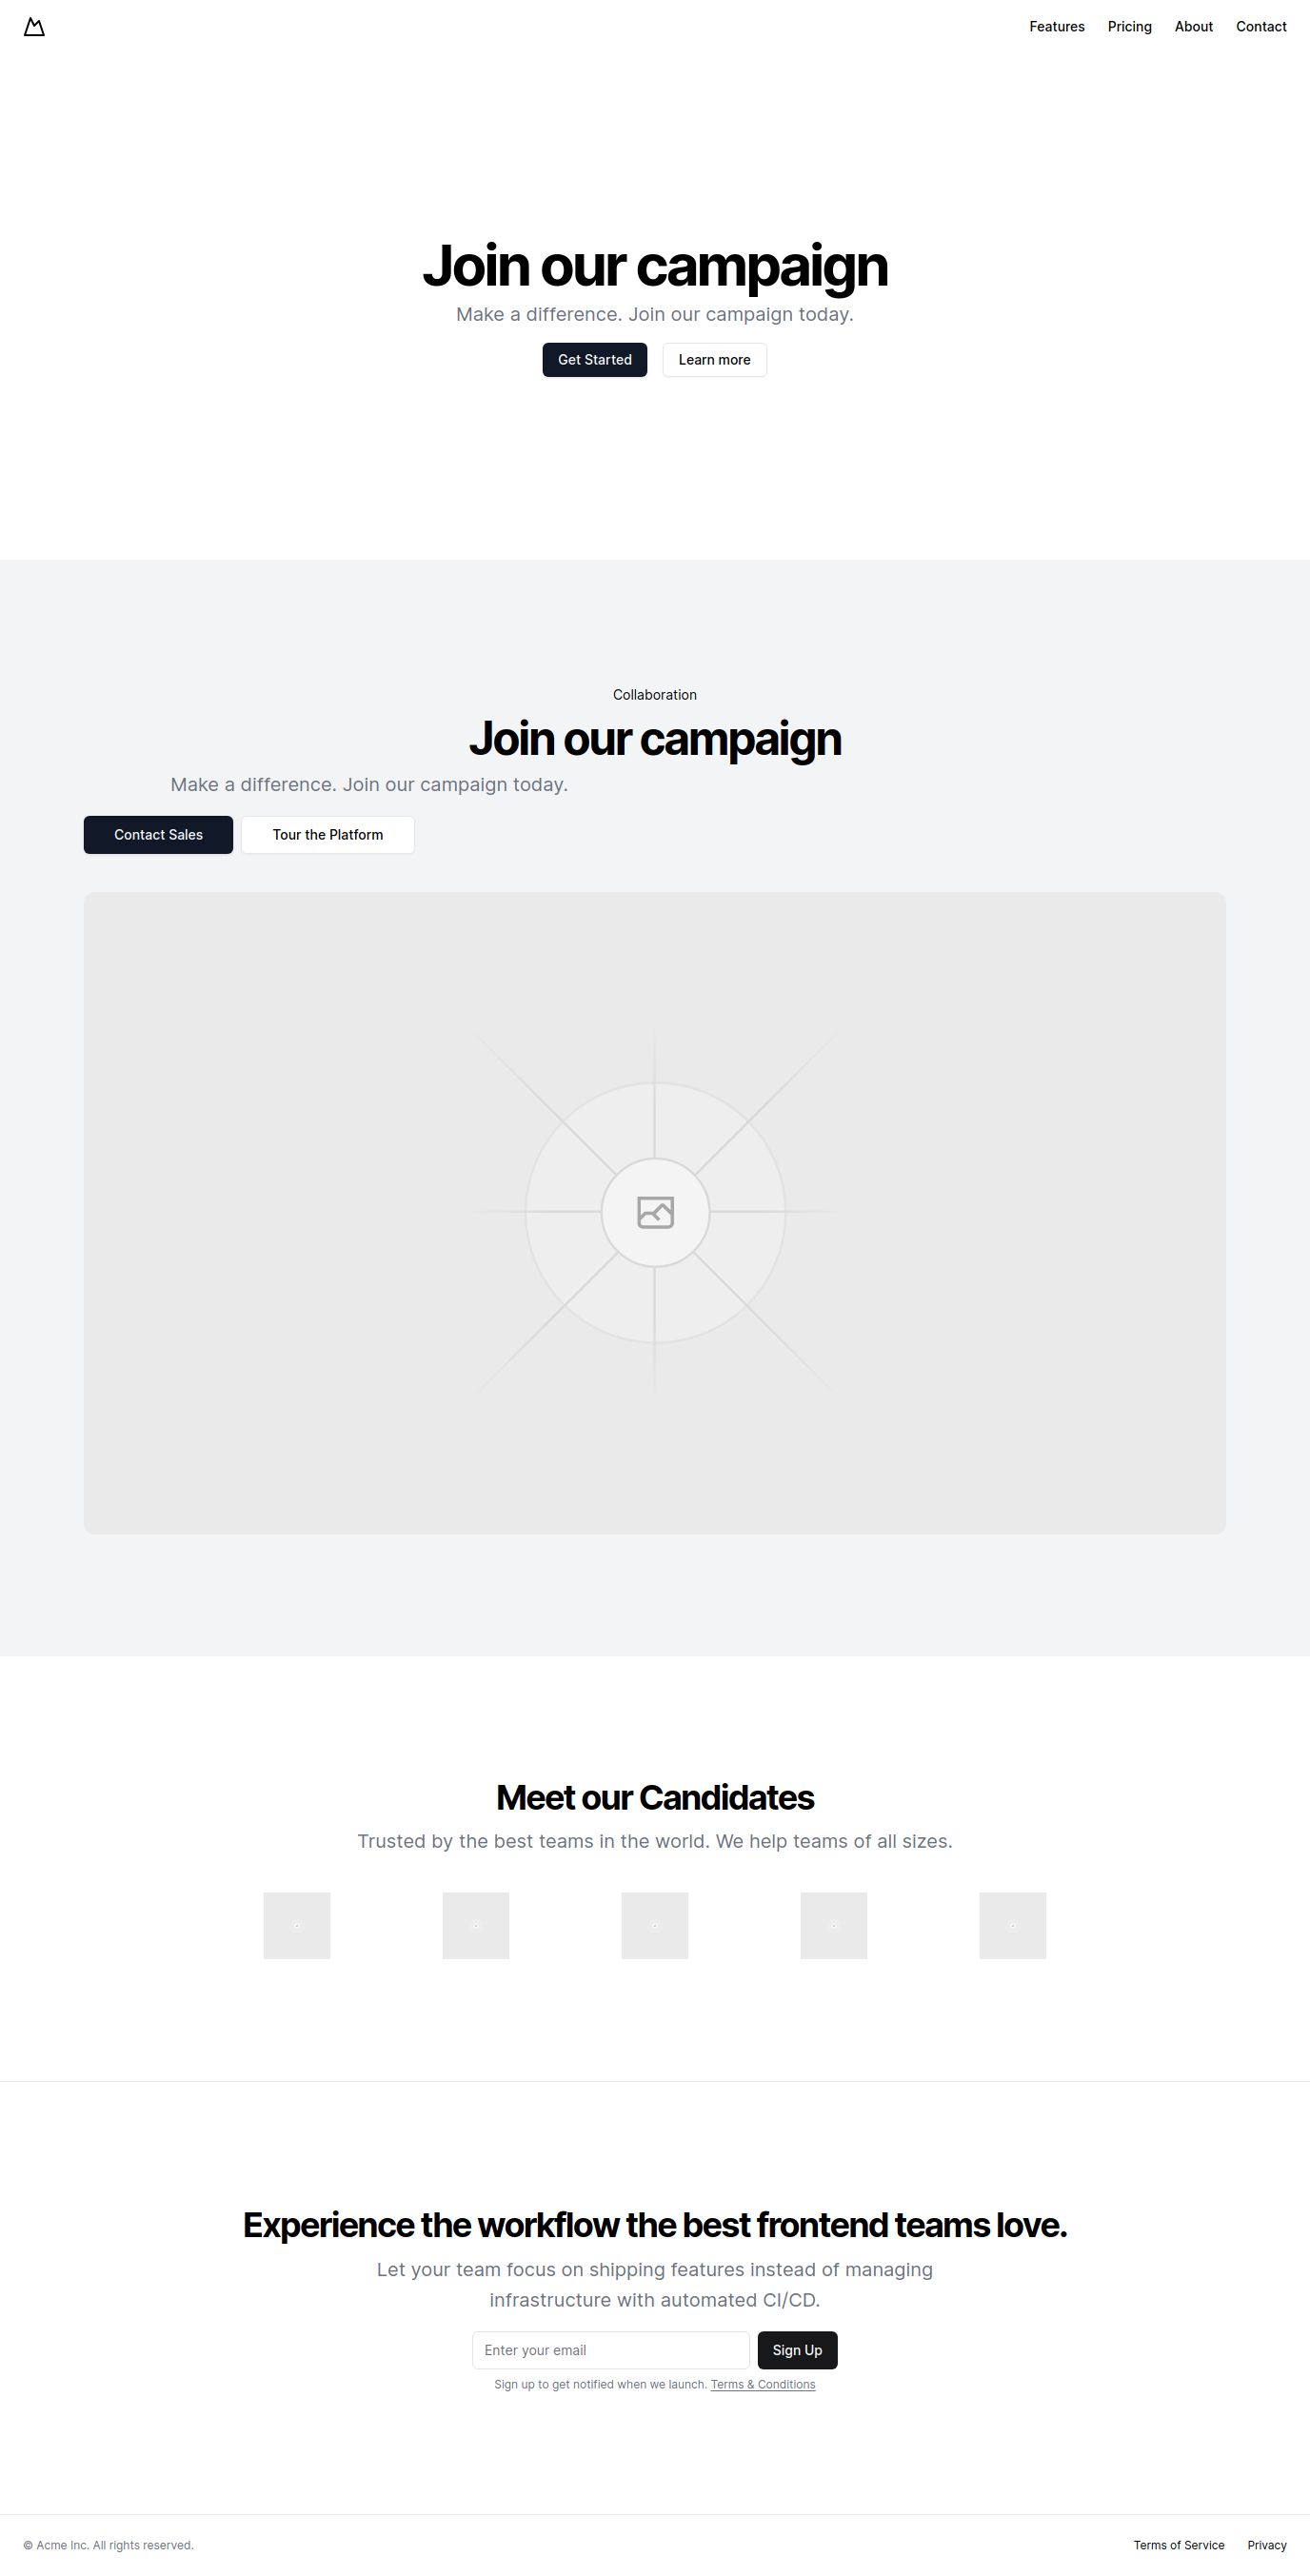 Features Pricing About Contact
Join our campaign
Make a difference. Join our campaign today.
Get Started Learn more
Collaboration
Join our campaign
Make a difference. Join our campaign today.
Contact Sales Tour the Platform
Meet our Candidates
Trusted by the best teams in the world. We help teams of all sizes.
Experience the workflow the best frontend teams love.
Let your team focus on shipping features instead of managing
infrastructure with automated CI/CD.
Enter your email Sign Up
Sign up to get notified when we launch. Terms & Conditions
© Acme Inc. All rights reserved. Terms of Service Privacy